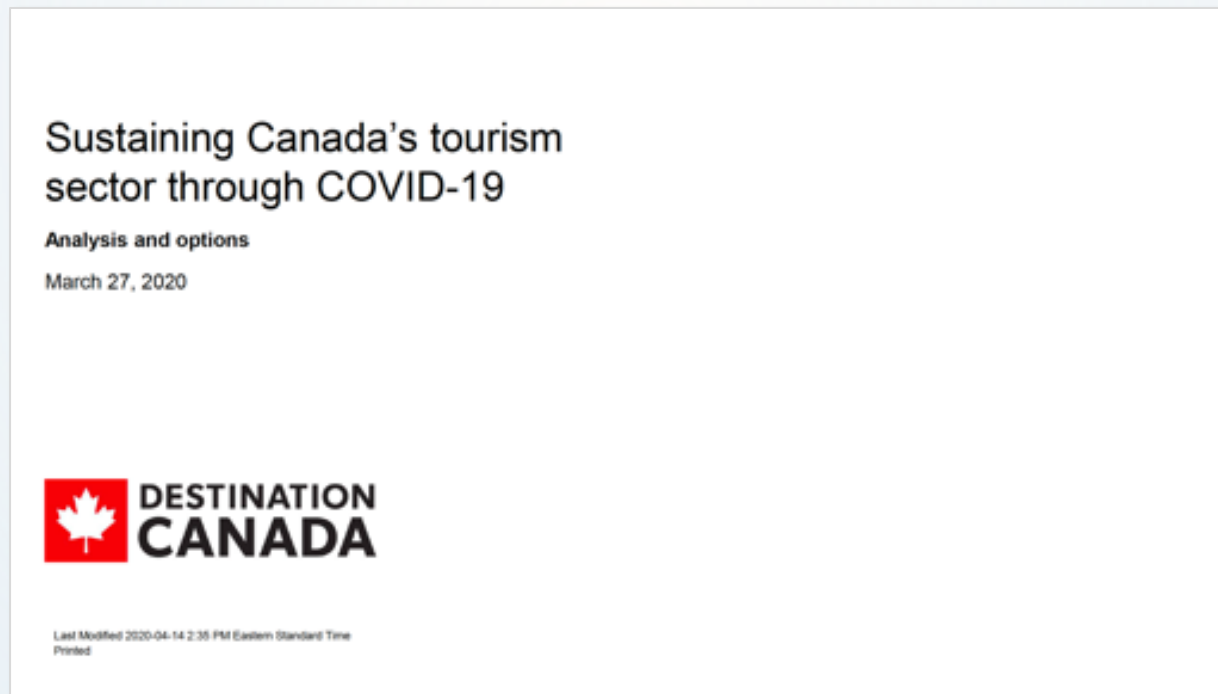 Sustaining Canada's tourism
sector through COVID-19
Analysis and options
March 27, 2020
DESTINATION
CANADA
Last Modified 2020-04-14 2:35 PM Eastern Standard Time
Printed